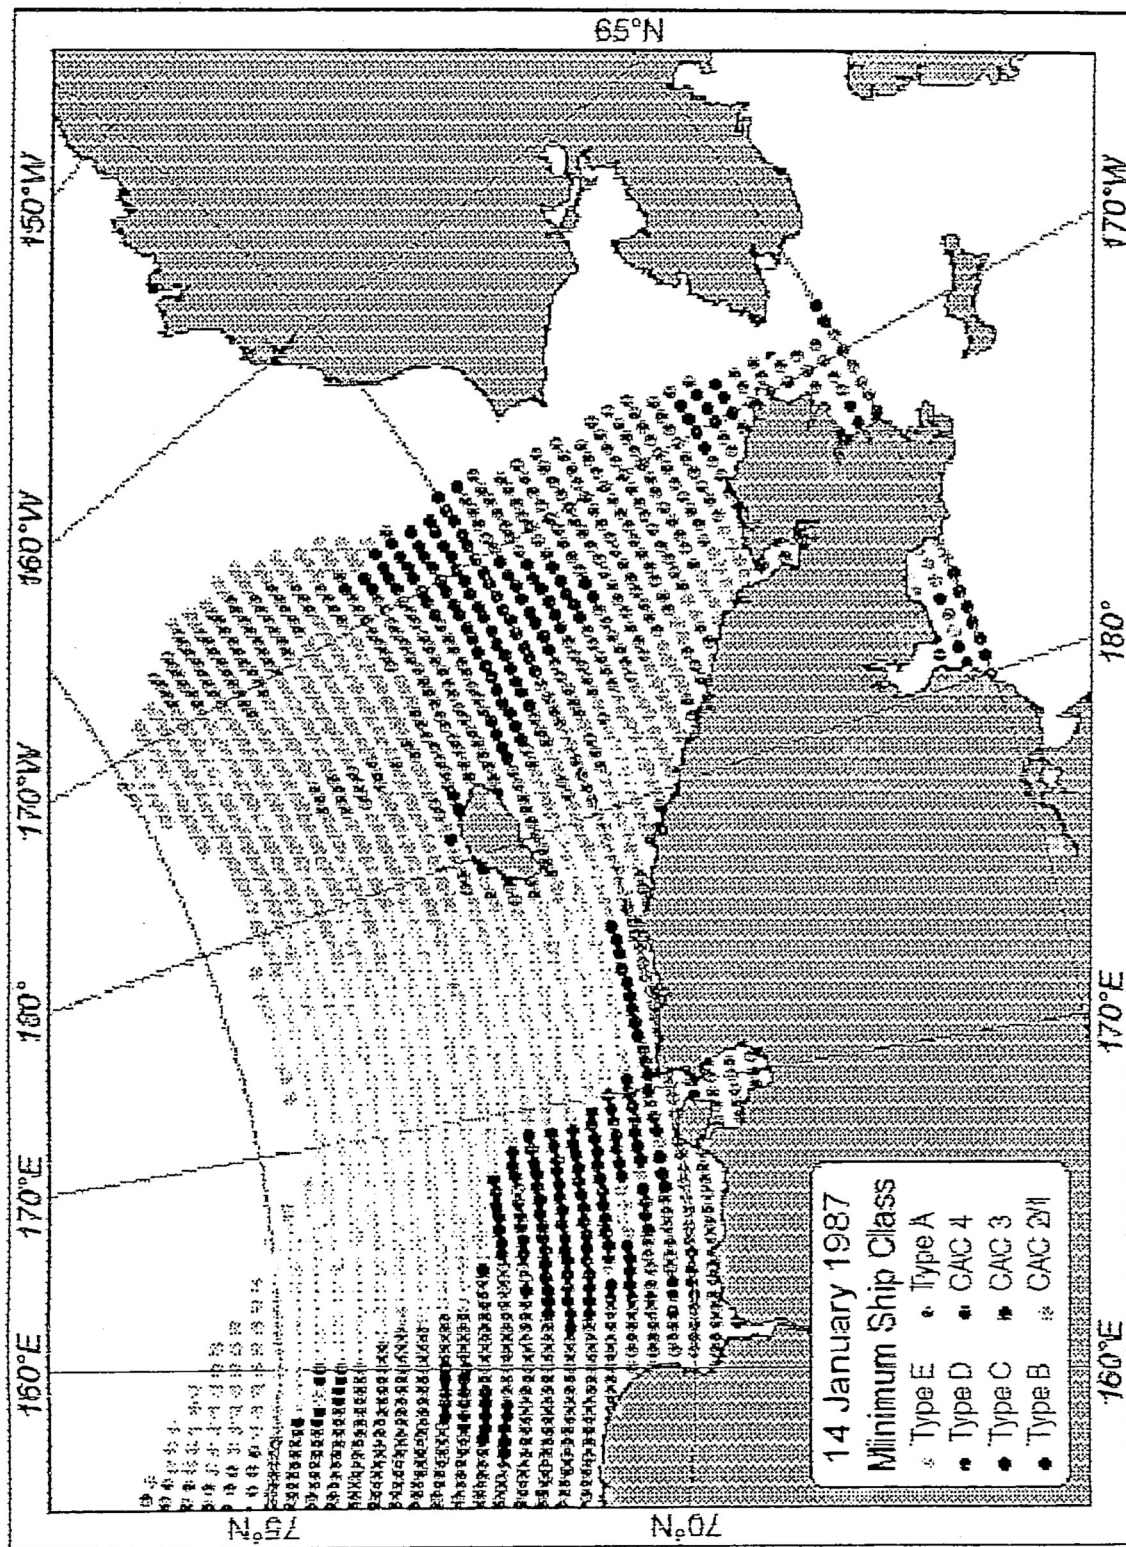 160°E
170°E
180°
170°W
160°W
150°W
75°N
70°N
65°N
14 January 1987
Minimum Ship Class
Type E Type A
Type D CAC 4
Type C CAC 3
Type B CAC 2/1
160°E
170°E
180°
170°W